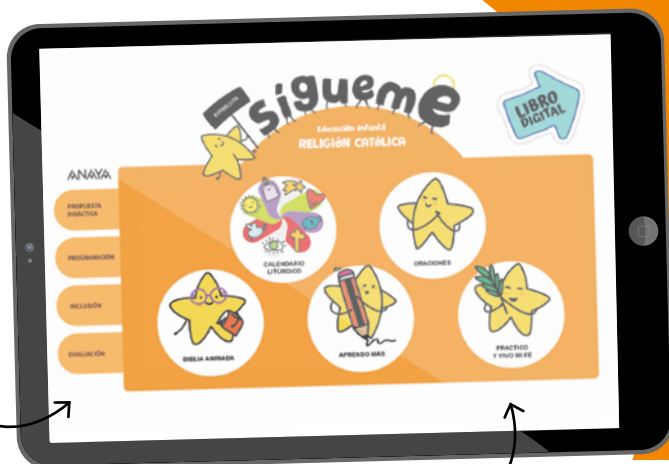 ESTRELLITA
Sígueme
LIBRO
DIGITAL
Educación Infantil
RELIGIÓN CATÓLICA
ANAYA
PROPUESTA
DIDÁCTICA
PROGRAMACIÓN
INCLUSIÓN
EVALUACIÓN
CALENDARIO
LITÚRGICO
ORACIONES
BIBLIA ANIMADA
APRENDO MÁS
PRACTICO
Y VIVO MI FE